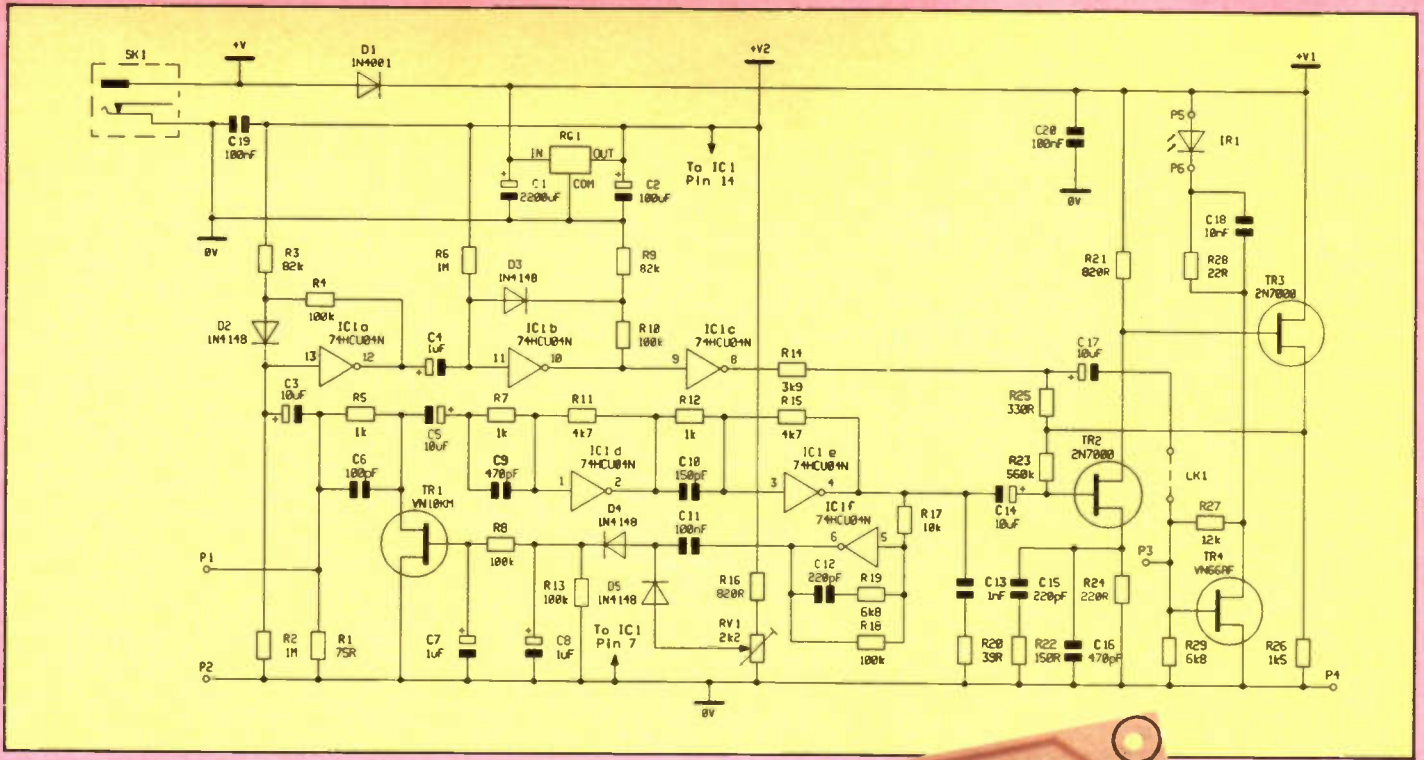 SK1
+V
D1
1N4001
+V2
+V1
C19
100nF
RG1
IN
OUT
COM
C1
2200uF
C2
100uF
To IC1
Pin 14
C20
100nF
0V
P5
IR1
P6
C18
10nF
R28
22R
0V
R3
82k
R4
100k
D2
1N4148
R6
1M
D3
1N4148
R9
82k
R10
100k
R21
820R
TR3
2N7000
IC1a
74HCU04N
13
12
C4
1uF
IC1b
74HCU04N
11
10
IC1c
74HCU04N
9
8
R14
3k9
C17
10uF
C3
10uF
R5
1k
C5
10uF
R7
1k
R11
4k7
R12
1k
R15
4k7
R25
330R
C6
100pF
C9
470pF
IC1d
74HCU04N
1
2
C10
150pF
IC1e
74HCU04N
3
4
R23
560k
TR2
2N7000
LK1
TR1
VN10KM
R8
100k
D4
1N4148
C11
100nF
IC1f
74HCU04N
6
5
R17
10k
C14
10uF
R27
12k
P3
TR4
VN66AF
P1
R13
100k
D5
1N4148
R16
820R
C12
220pF
R19
6k8
R18
100k
C13
1nF
C15
220pF
R24
220R
R2
1M
R1
75R
C7
1uF
C8
1uF
To IC1
Pin 7
RV1
2k2
R20
39R
R22
150R
C16
470pF
R29
6k8
R26
1k5
P2
0V
P4